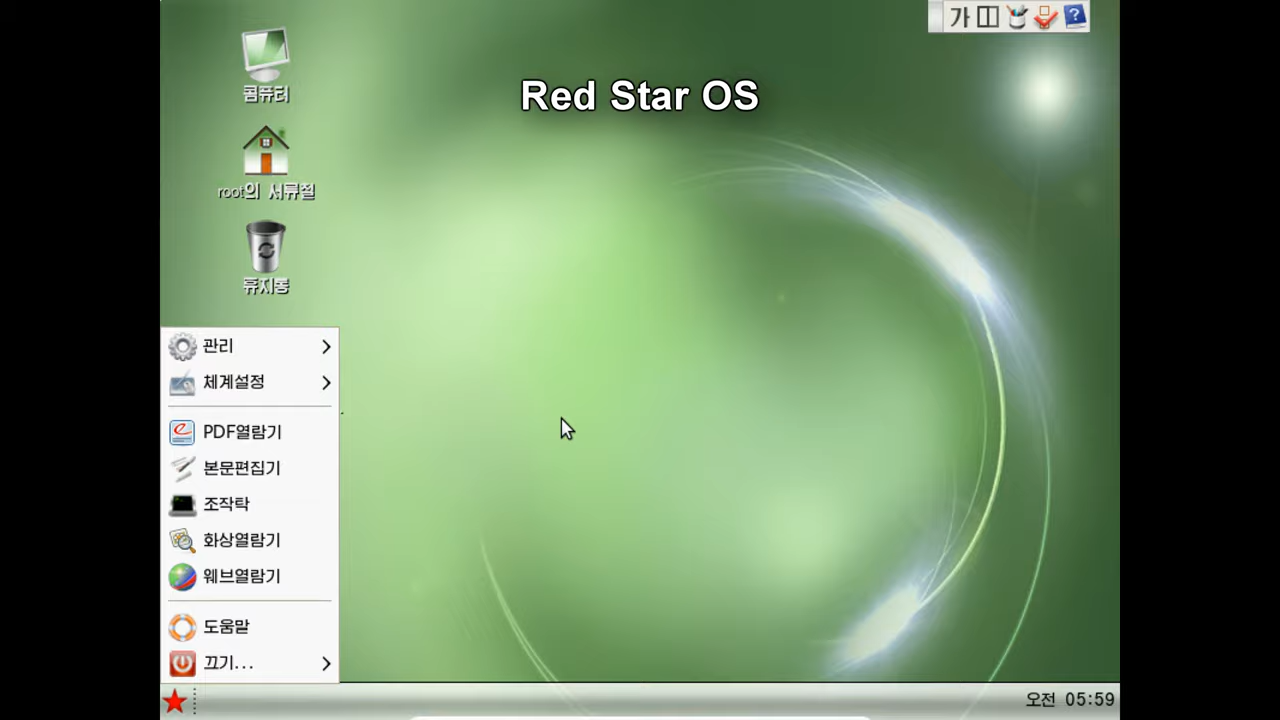 가
Red Star OS
콤퓨터
root의 서류철
휴지통
관리
체계설정
PDF열람기
본문편집기
조작탁
화상열람기
웨브열람기
도움말
끄기...
오전 05:59